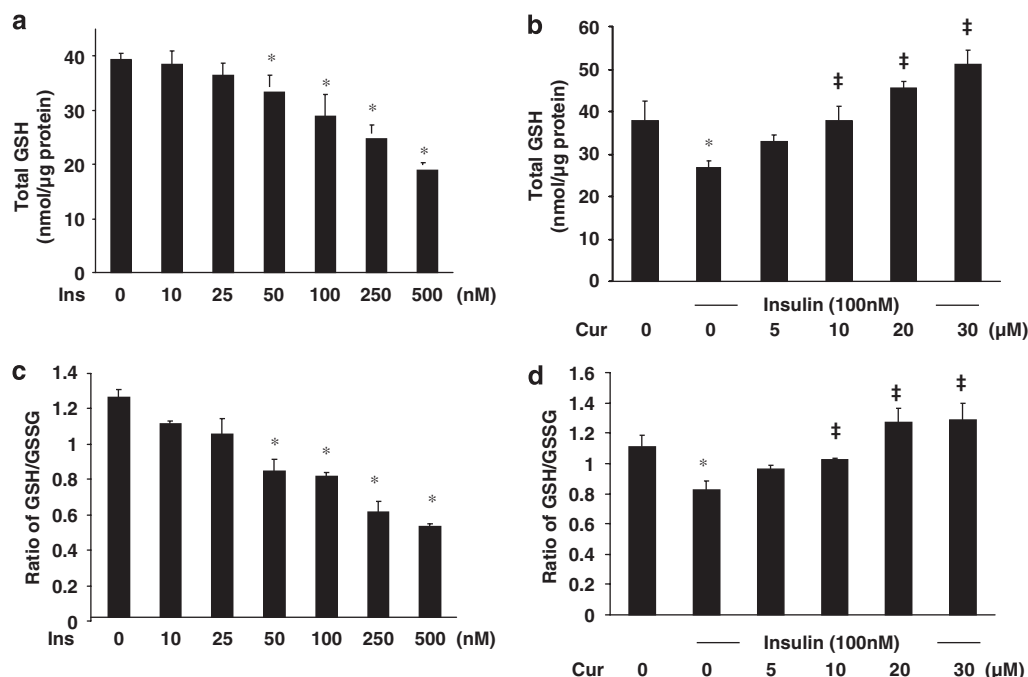 a
Total GSH
(nmol/µg protein)
40
30
20
10
0
*
*
*
*
Ins 0 10 25 50 100 250 500 (nM)
b
Total GSH
(nmol/µg protein)
60
50
40
30
20
10
0
*
‡
‡
‡
Insulin (100nM)
Cur 0 0 5 10 20 30 (µM)
c
Ratio of GSH/GSSG
1.4
1.2
1
0.8
0.6
0.4
0.2
0
*
*
*
*
Ins 0 10 25 50 100 250 500 (nM)
d
Ratio of GSH/GSSG
1.6
1.4
1.2
1
0.8
0.6
0.4
0.2
0
*
‡
‡
‡
Insulin (100nM)
Cur 0 0 5 10 20 30 (µM)